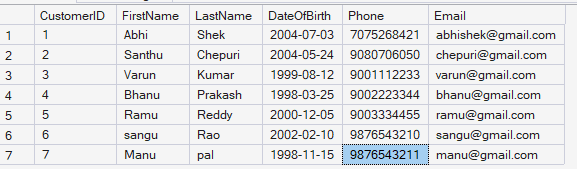 CustomerID FirstName LastName DateOfBirth Phone Email
1 1 Abhi Shek 2004-07-03 7075268421 abhishek@gmail.com
2 2 Santhu Chepuri 2004-05-24 9080706050 chepuri@gmail.com
3 3 Varun Kumar 1999-08-12 9001112233 varun@gmail.com
4 4 Bhanu Prakash 1998-03-25 9002223344 bhanu@gmail.com
5 5 Ramu Reddy 2000-12-05 9003334455 ramu@gmail.com
6 6 sangu Rao 2002-02-10 9876543210 sangu@gmail.com
7 7 Manu pal 1998-11-15 9876543211 manu@gmail.com